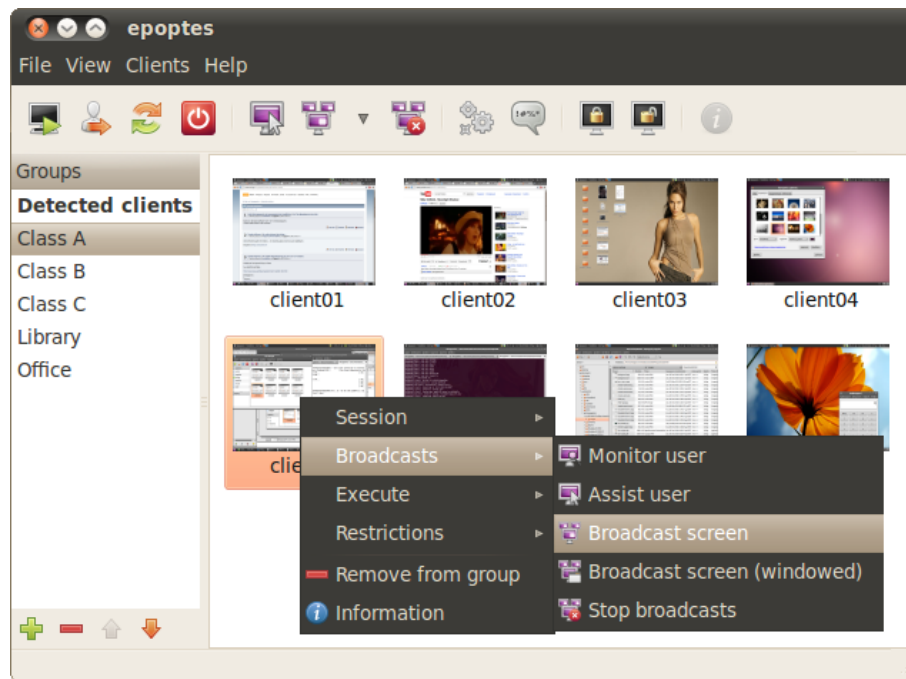 epoptes
File View Clients Help
Groups
Detected clients
Class A
Class B
Class C
Library
Office
client01
client02
client03
client04
Session
Broadcasts
Execute
Restrictions
Remove from group
Information
Monitor user
Assist user
Broadcast screen
Broadcast screen (windowed)
Stop broadcasts